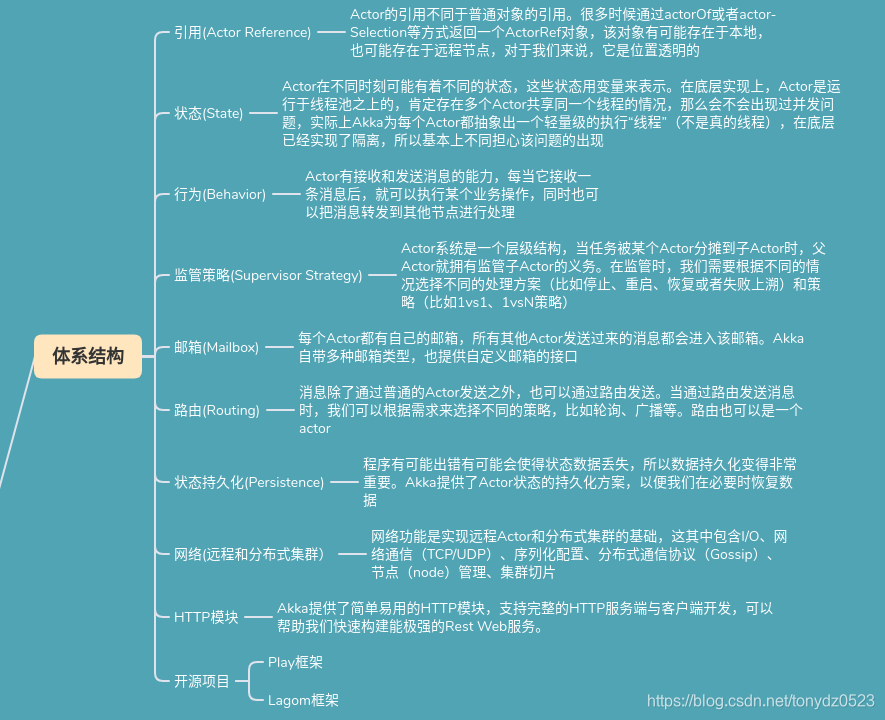 引用(Actor Reference)
Actor的引用不同于普通对象的引用。很多时候通过actorOf或者actor-
Selection等方式返回一个ActorRef对象，该对象有可能存在于本地，
也可能存在于远程节点，对于我们来说，它是位置透明的
状态(State)
Actor在不同时刻可能有着不同的状态，这些状态用变量来表示。在底层实现上，Actor是运
行于线程池之上的，肯定存在多个Actor共享同一个线程的情况，那么会不会出现过并发问
题，实际上Akka为每个Actor都抽象出一个轻量级的执行“线程”（不是真的线程），在底层
已经实现了隔离，所以基本上不同担心该问题的出现
行为(Behavior)
Actor有接收和发送消息的能力，每当它接收一
条消息后，就可以执行某个业务操作，同时也可
以把消息转发到其他节点进行处理
监管策略(Supervisor Strategy)
Actor系统是一个层级结构，当任务被某个Actor分摊到子Actor时，父
Actor就拥有监管子Actor的义务。在监管时，我们需要根据不同的情
况选择不同的处理方案（比如停止、重启、恢复或者失败上溯）和策
略（比如1vs1、1vsN策略）
体系结构
邮箱(Mailbox)
每个Actor都有自己的邮箱，所有其他Actor发送过来的消息都会进入该邮箱。Akka
自带多种邮箱类型，也提供自定义邮箱的接口
路由(Routing)
消息除了通过普通的Actor发送之外，也可以通过路由发送。当通过路由发送消息
时，我们可以根据需求来选择不同的策略，比如轮询、广播等。路由也可以是一个
actor
状态持久化(Persistence)
程序有可能出错有可能会使得状态数据丢失，所以数据持久化变得非常
重要。Akka提供了Actor状态的持久化方案，以便我们在必要时恢复数
据
网络(远程和分布式集群）
网络功能是实现远程Actor和分布式集群的基础，这其中包含I/O、网
络通信（TCP/UDP）、序列化配置、分布式通信协议（Gossip）、
节点（node）管理、集群切片
HTTP模块
Akka提供了简单易用的HTTP模块，支持完整的HTTP服务端与客户端开发，可以
帮助我们快速构建能极强的Rest Web服务。
开源项目
Play框架
Lagom框架
https://blog.csdn.net/tonydz0523